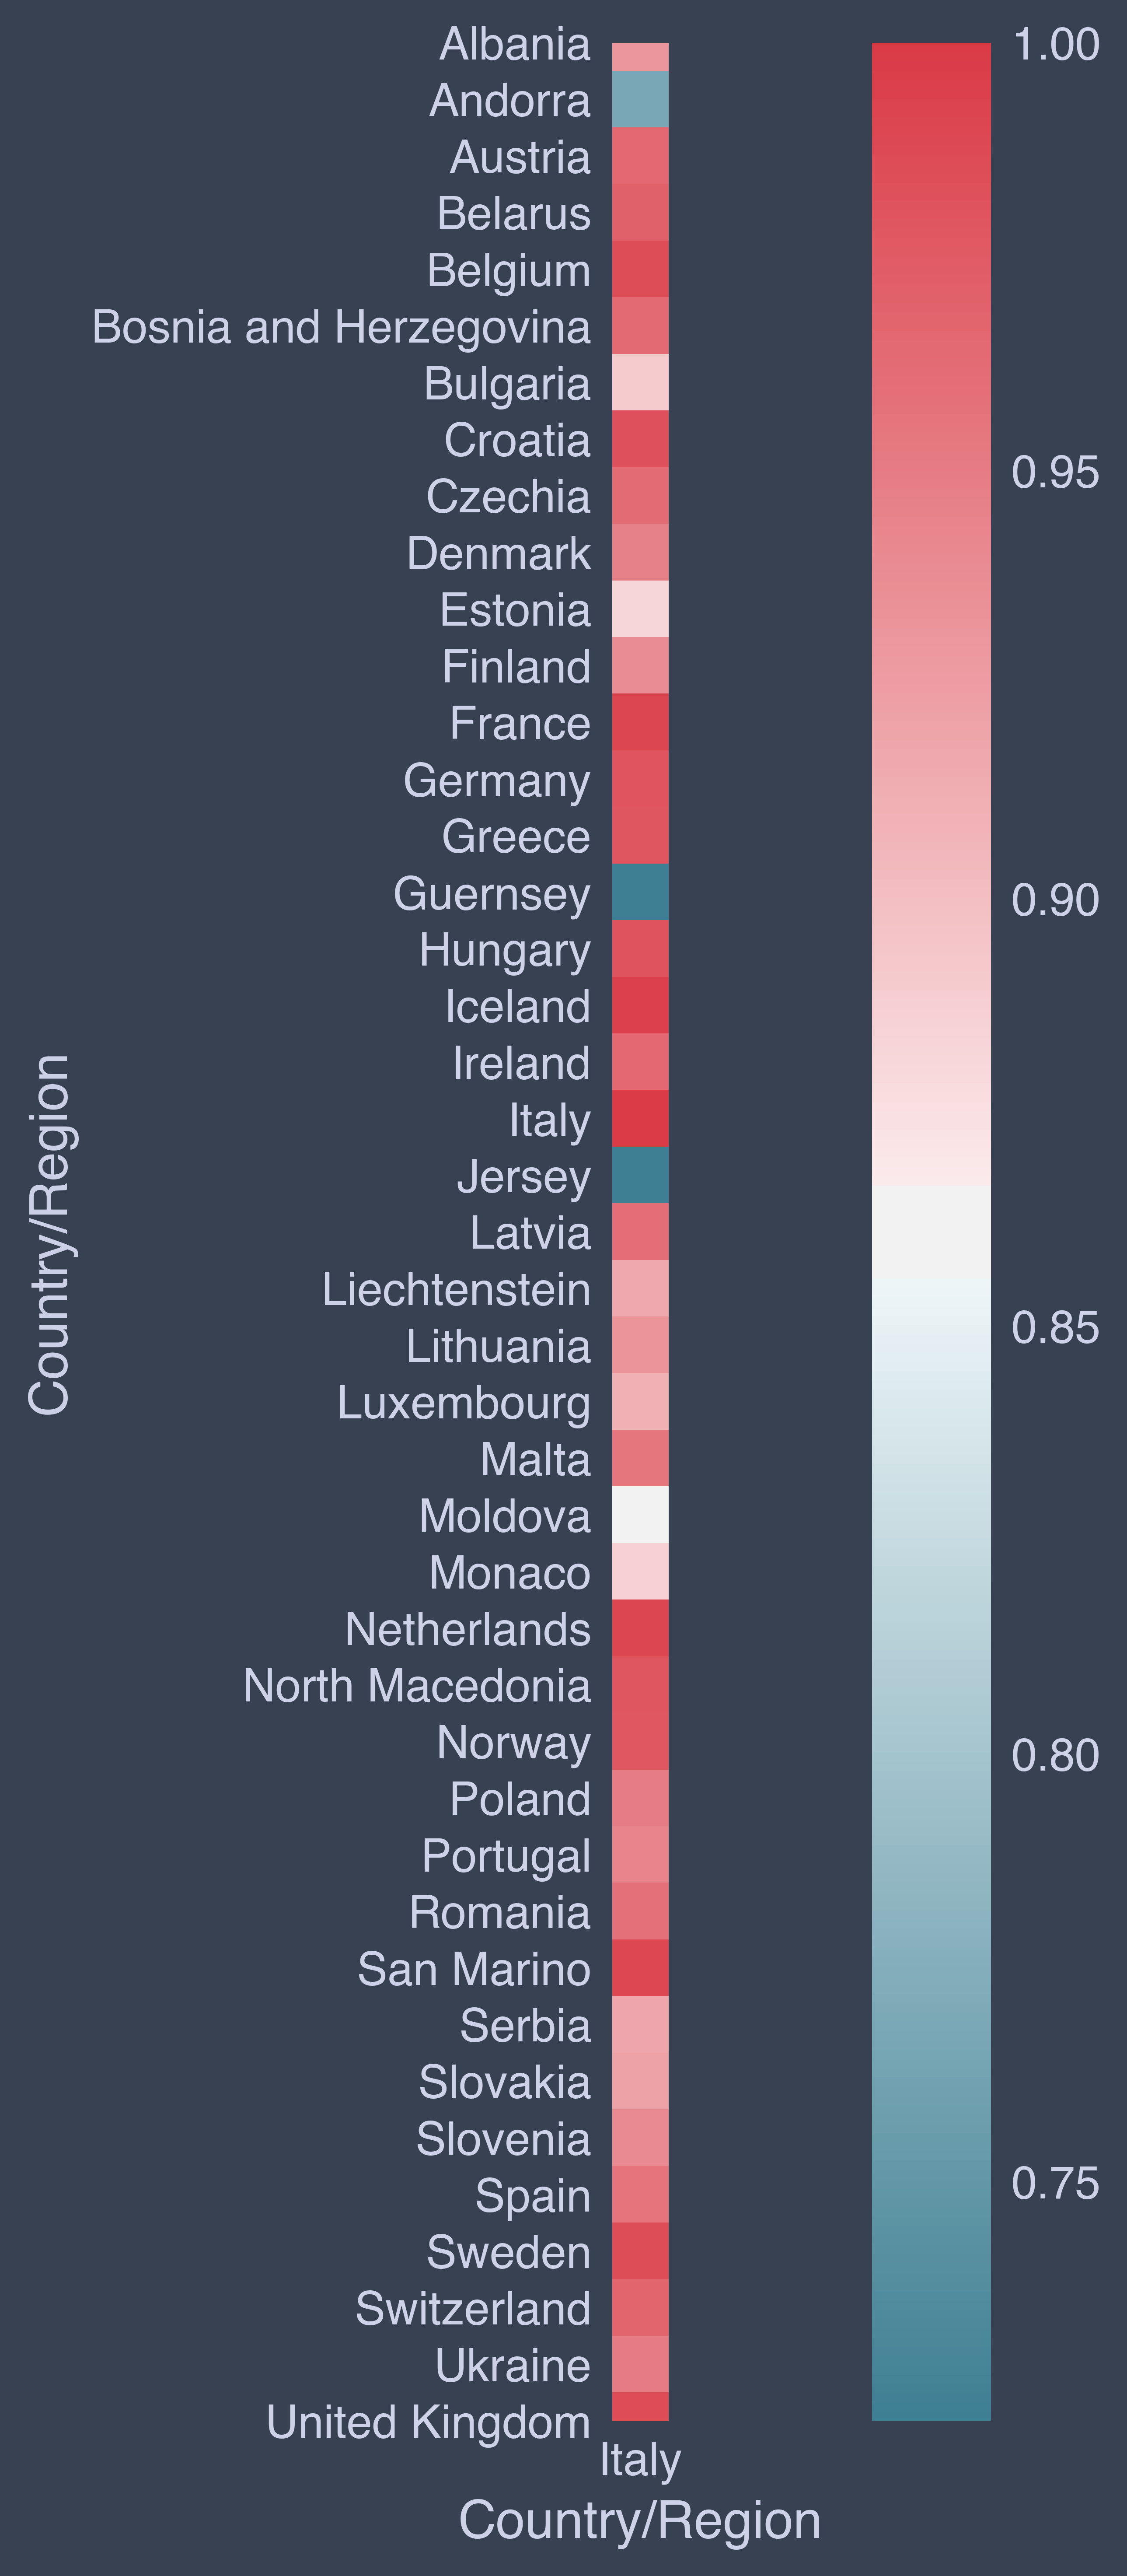 Albania
Andorra
Austria
Belarus
Belgium
Bosnia and Herzegovina
Bulgaria
Croatia
Czechia
Denmark
Estonia
Finland
France
Germany
Greece
Guernsey
Hungary
Iceland
Ireland
Italy
Jersey
Latvia
Liechtenstein
Lithuania
Luxembourg
Malta
Moldova
Monaco
Netherlands
North Macedonia
Norway
Poland
Portugal
Romania
San Marino
Serbia
Slovakia
Slovenia
Spain
Sweden
Switzerland
Ukraine
United Kingdom
Country/Region
Italy
Country/Region
1.00
0.95
0.90
0.85
0.80
0.75